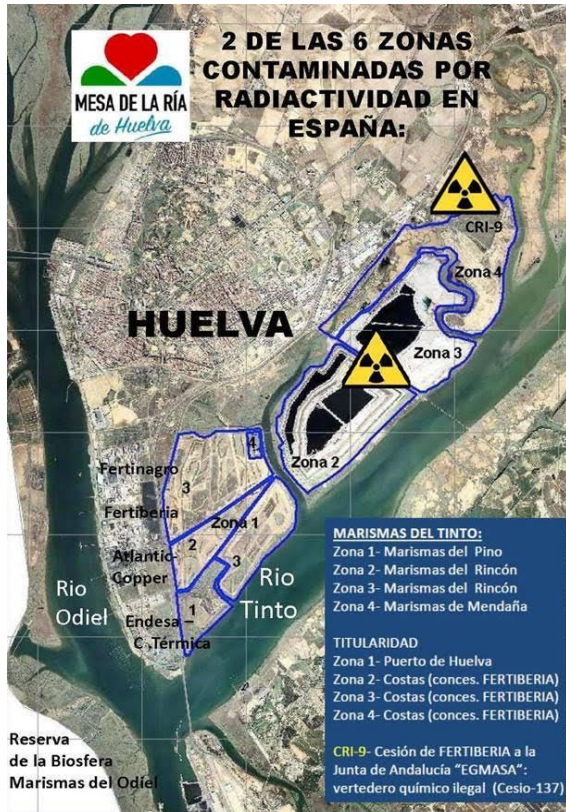 MESA DE LA RÍA
de Huelva
2 DE LAS 6 ZONAS
CONTAMINADAS POR
RADIACTIVIDAD EN
ESPAÑA:
CRI-9
Zona 4
HUELVA
Zona 3
Zona 2
4
Fertinagro
3
Fertiberia
Zona 1
2
Atlantic-
Copper
3
Rio
Tinto
Rio
Odiel
1
Endesa –
C .Térmica
Reserva
de la Biosfera
Marismas del Odiel
MARISMAS DEL TINTO:
Zona 1- Marismas del Pino
Zona 2- Marismas del Rincón
Zona 3- Marismas del Rincón
Zona 4- Marismas de Mendaña
TITULARIDAD
Zona 1- Puerto de Huelva
Zona 2- Costas (conces. FERTIBERIA)
Zona 3- Costas (conces. FERTIBERIA)
Zona 4- Costas (conces. FERTIBERIA)
CRI-9- Cesión de FERTIBERIA a la
Junta de Andalucía “EGMASA”:
vertedero químico ilegal (Cesio-137)